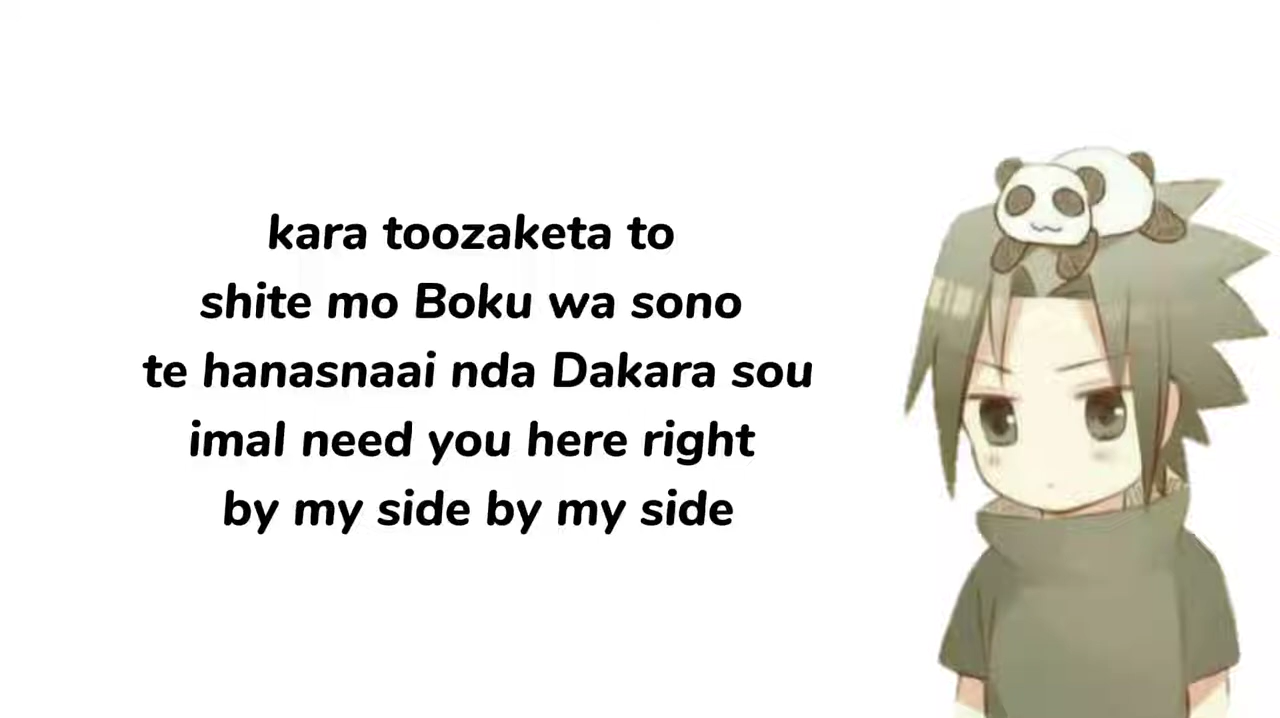 kara toozaketa to
shite mo Boku wa sono
te hanasnaai nda Dakara sou
imal need you here right
by my side by my side